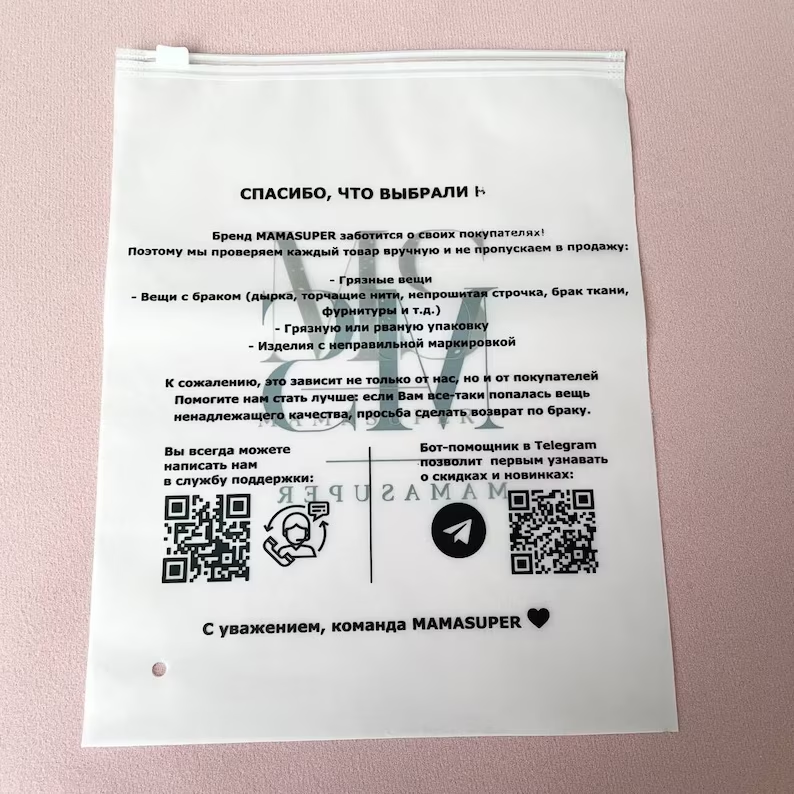 СПАСИБО, ЧТО ВЫБРАЛИ
Бренд MAMASUPER заботится о своих покупателях!
Поэтому мы проверяем каждый товар вручную и не пропускаем в продажу:
- Грязные вещи
- Вещи с браком (дырка, торчащие нити, непрошитая строчка, брак ткани,
фурнитуры и т.д.)
- Грязную или рваную упаковку
- Изделия с неправильной маркировкой
К сожалению, это зависит не только от нас, но и от покупателей
Помогите нам стать лучше: если Вам все-таки попалась вещь
ненадлежащего качества, просьба сделать возврат по браку.
MAMASUPER
Вы всегда можете
написать нам
в службу поддержки:
Бот-помощник в Telegram
позволит первым узнавать
о скидках и новинках:
MAMASUPER
С уважением, команда MAMASUPER